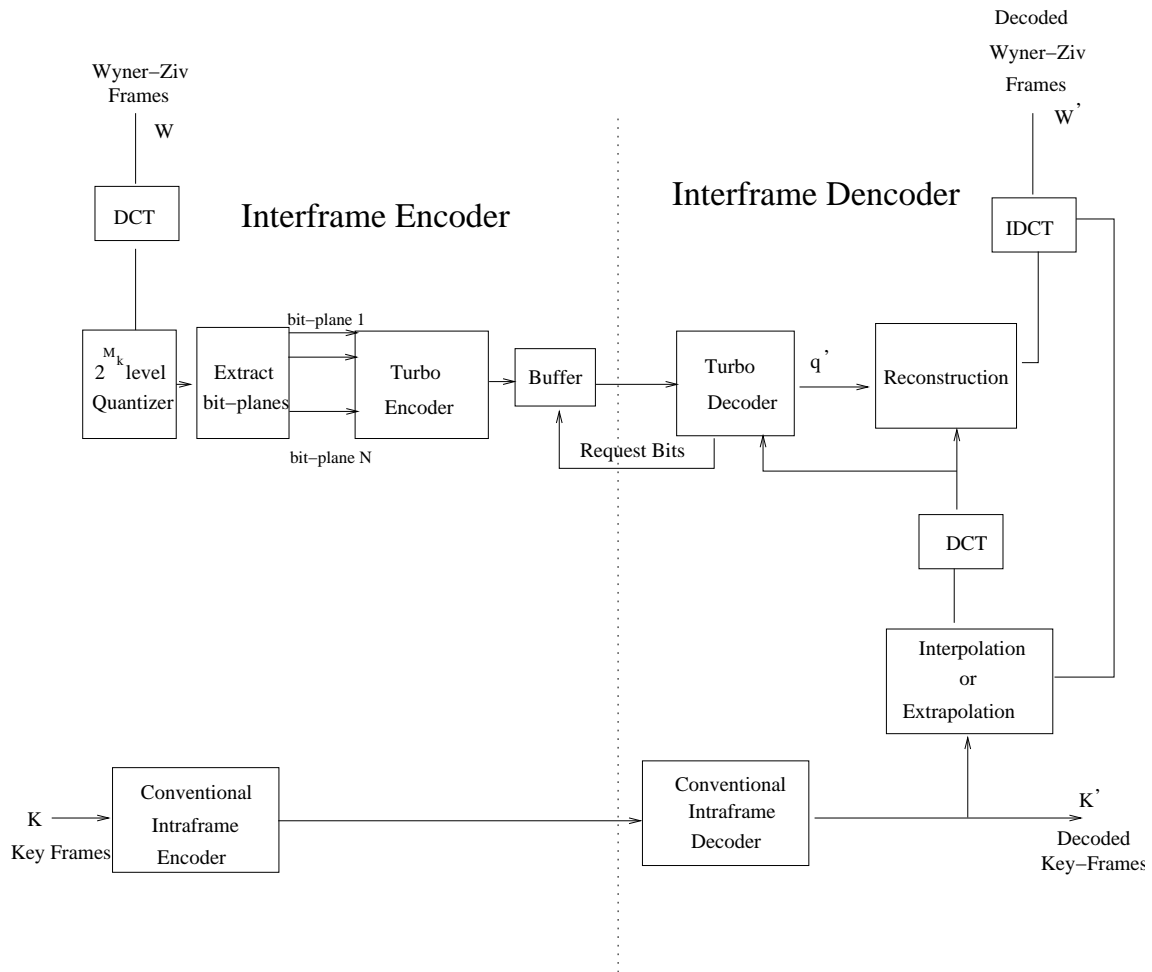 Decoded
Wyner–Ziv
Frames
W’
Wyner–Ziv
Frames
W
Interframe Encoder
Interframe Dencoder
DCT
IDCT
2^{M_k} level
Quantizer
Extract
bit–planes
bit–plane 1
bit–plane N
Turbo
Encoder
Buffer
Request Bits
Turbo
Decoder
q’
Reconstruction
DCT
Interpolation
or
Extrapolation
K
Key Frames
Conventional
Intraframe
Encoder
Conventional
Intraframe
Decoder
K’
Decoded
Key–Frames